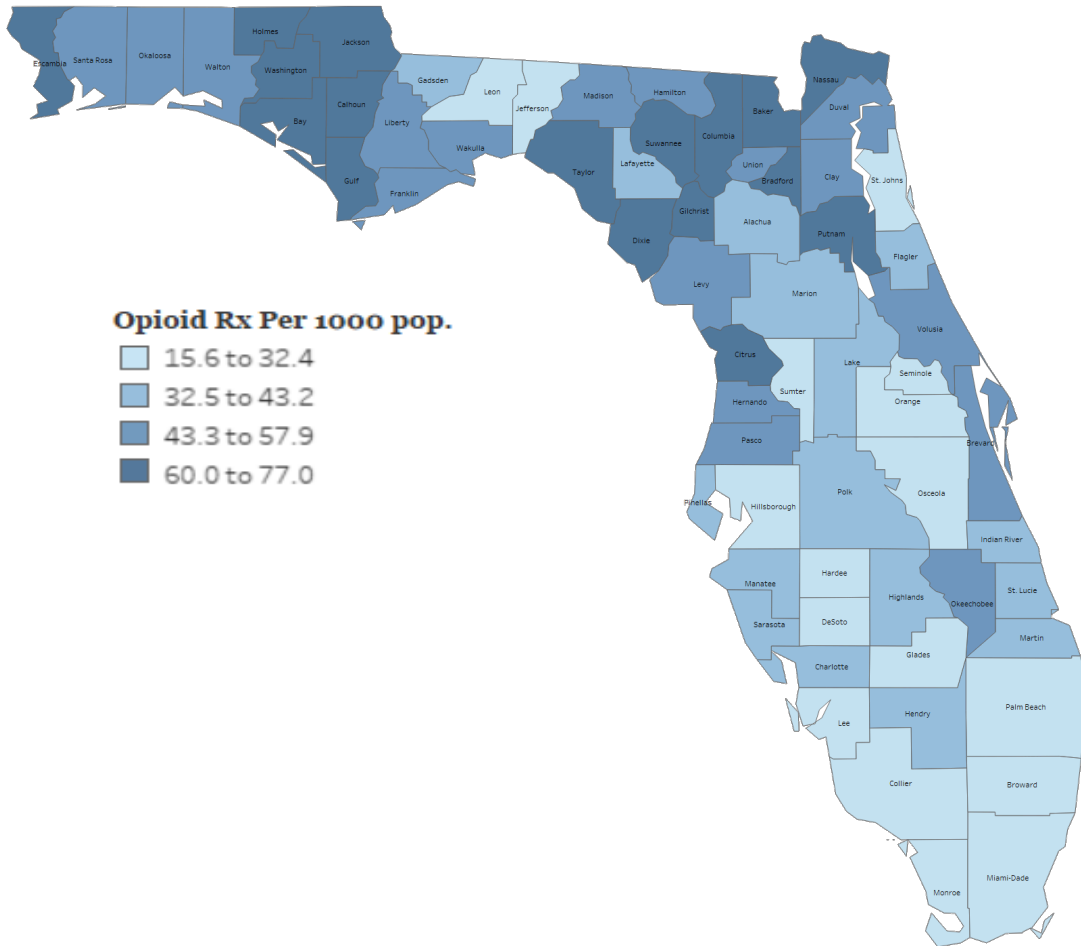 Holmes
Jackson
Escambia
Santa Rosa
Okaloosa
Walton
Washington
Calhoun
Bay
Liberty
Gulf
Franklin
Gadsden
Leon
Jefferson
Wakulla
Madison
Hamilton
Taylor
Lafayette
Suwannee
Columbia
Baker
Nassau
Duval
Union
Bradford
Clay
St. Johns
Gilchrist
Dixie
Alachua
Putnam
Flagler
Levy
Marion
Volusia
Opioid Rx Per 1000 pop.
15.6 to 32.4
32.5 to 43.2
43.3 to 57.9
60.0 to 77.0
Citrus
Sumter
Lake
Seminole
Orange
Hernando
Pasco
Brevard
Pinellas
Hillsborough
Polk
Osceola
Indian River
Manatee
Hardee
Highlands
Okeechobee
St. Lucie
Sarasota
DeSoto
Martin
Charlotte
Glades
Lee
Hendry
Palm Beach
Collier
Broward
Monroe
Miami-Dade